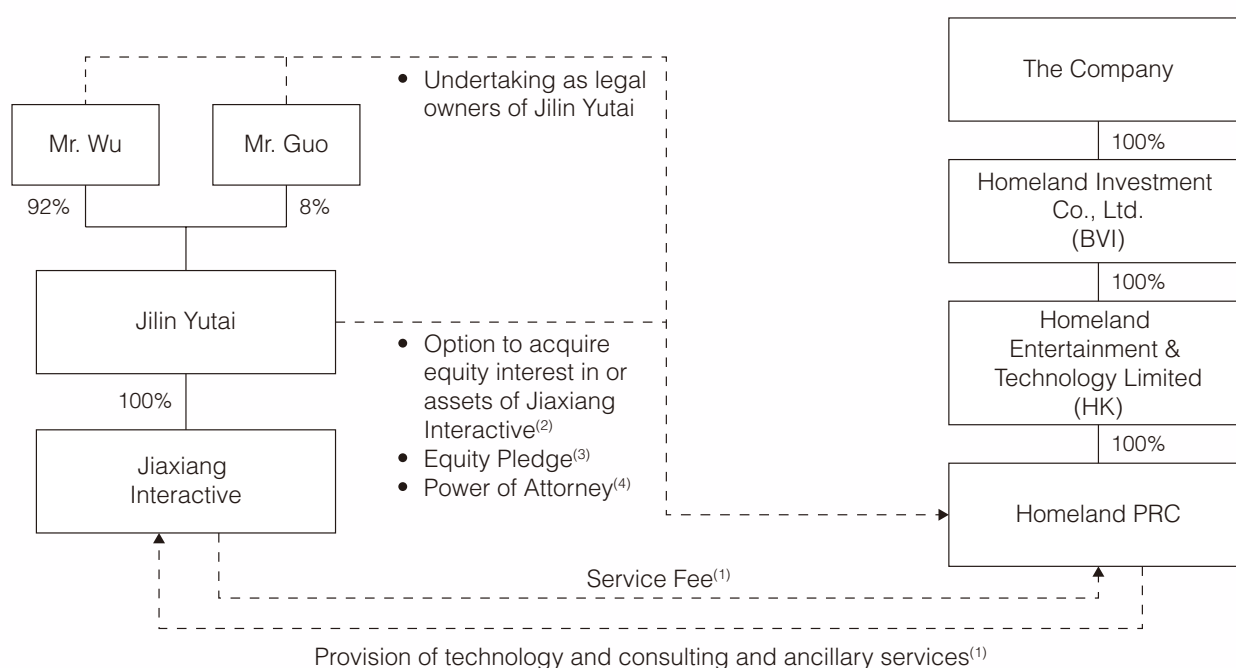 • Undertaking as legal
owners of Jilin Yutai
Mr. Wu
Mr. Guo
92%
8%
Jilin Yutai
100%
Jiaxiang
Interactive
• Option to acquire
equity interest in or
assets of Jiaxiang
Interactive(2)
• Equity Pledge(3)
• Power of Attorney(4)
The Company
100%
Homeland Investment
Co., Ltd.
(BVI)
100%
Homeland
Entertainment &
Technology Limited
(HK)
100%
Homeland PRC
Service Fee(1)
Provision of technology and consulting and ancillary services(1)